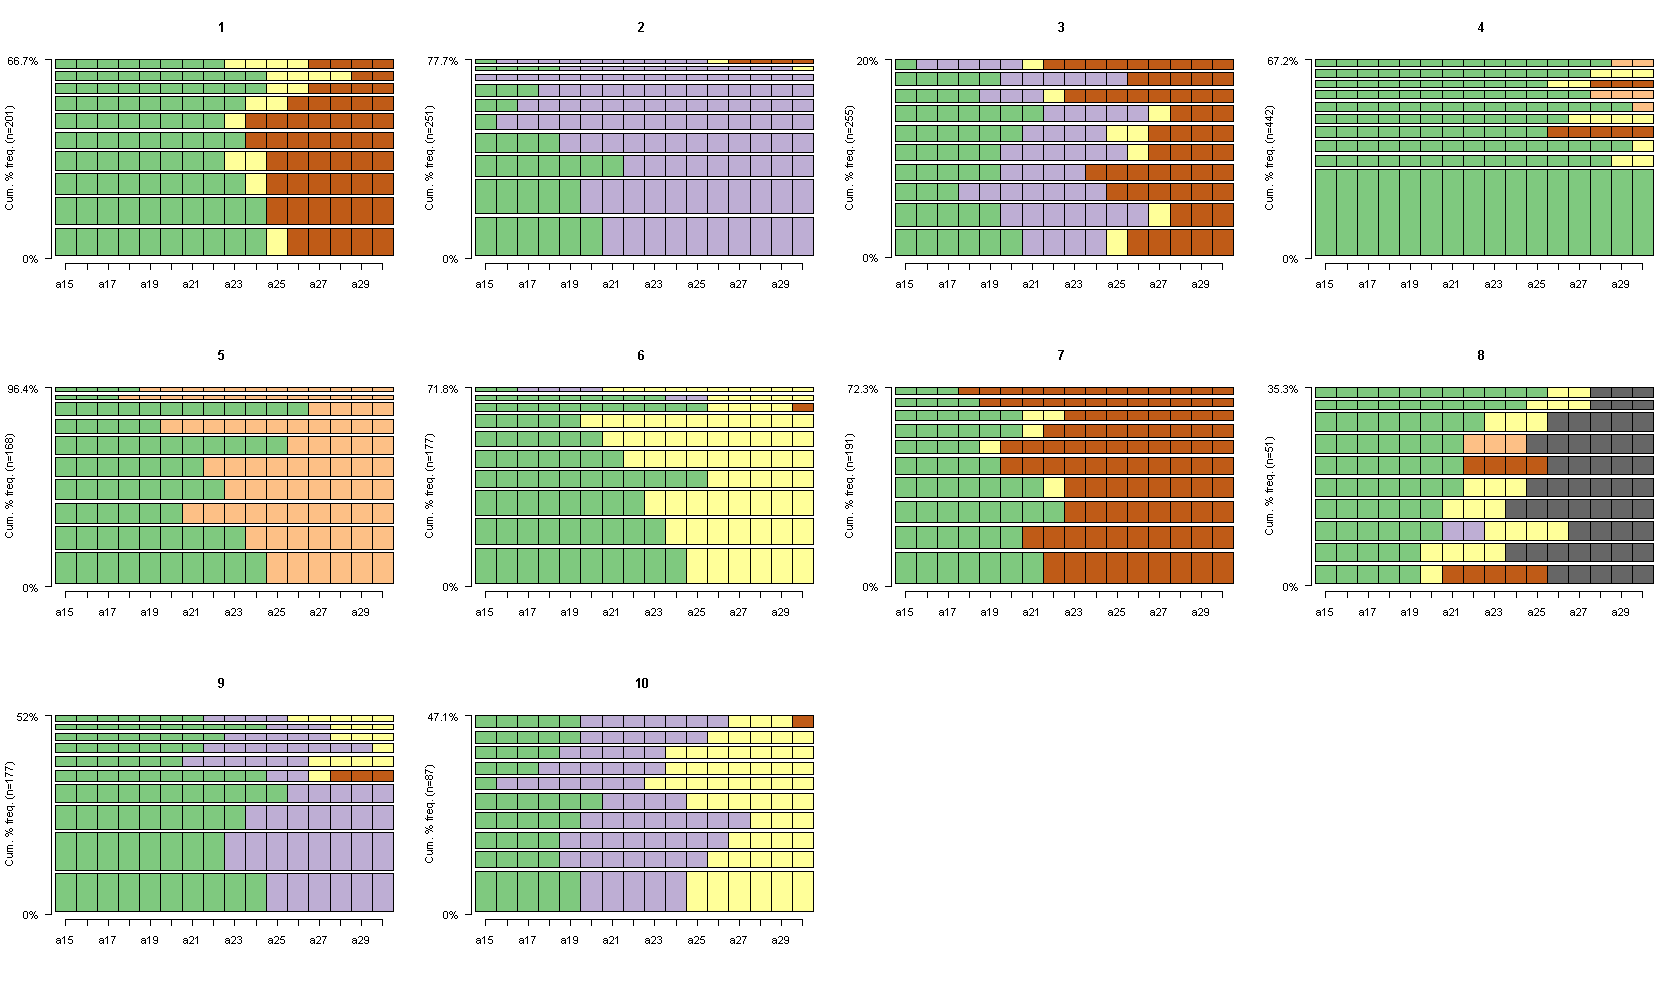 1
66.7%
Cum. % freq. (n=201)
0%
a15 a17 a19 a21 a23 a25 a27 a29
2
77.7%
Cum. % freq. (n=251)
0%
a15 a17 a19 a21 a23 a25 a27 a29
3
20%
Cum. % freq. (n=255)
0%
a15 a17 a19 a21 a23 a25 a27 a29
4
67.2%
Cum. % freq. (n=442)
0%
a15 a17 a19 a21 a23 a25 a27 a29
5
96.4%
Cum. % freq. (n=168)
0%
a15 a17 a19 a21 a23 a25 a27 a29
6
71.8%
Cum. % freq. (n=177)
0%
a15 a17 a19 a21 a23 a25 a27 a29
7
72.3%
Cum. % freq. (n=191)
0%
a15 a17 a19 a21 a23 a25 a27 a29
8
35.3%
Cum. % freq. (n=51)
0%
a15 a17 a19 a21 a23 a25 a27 a29
9
52%
Cum. % freq. (n=177)
0%
a15 a17 a19 a21 a23 a25 a27 a29
10
47.1%
Cum. % freq. (n=87)
0%
a15 a17 a19 a21 a23 a25 a27 a29